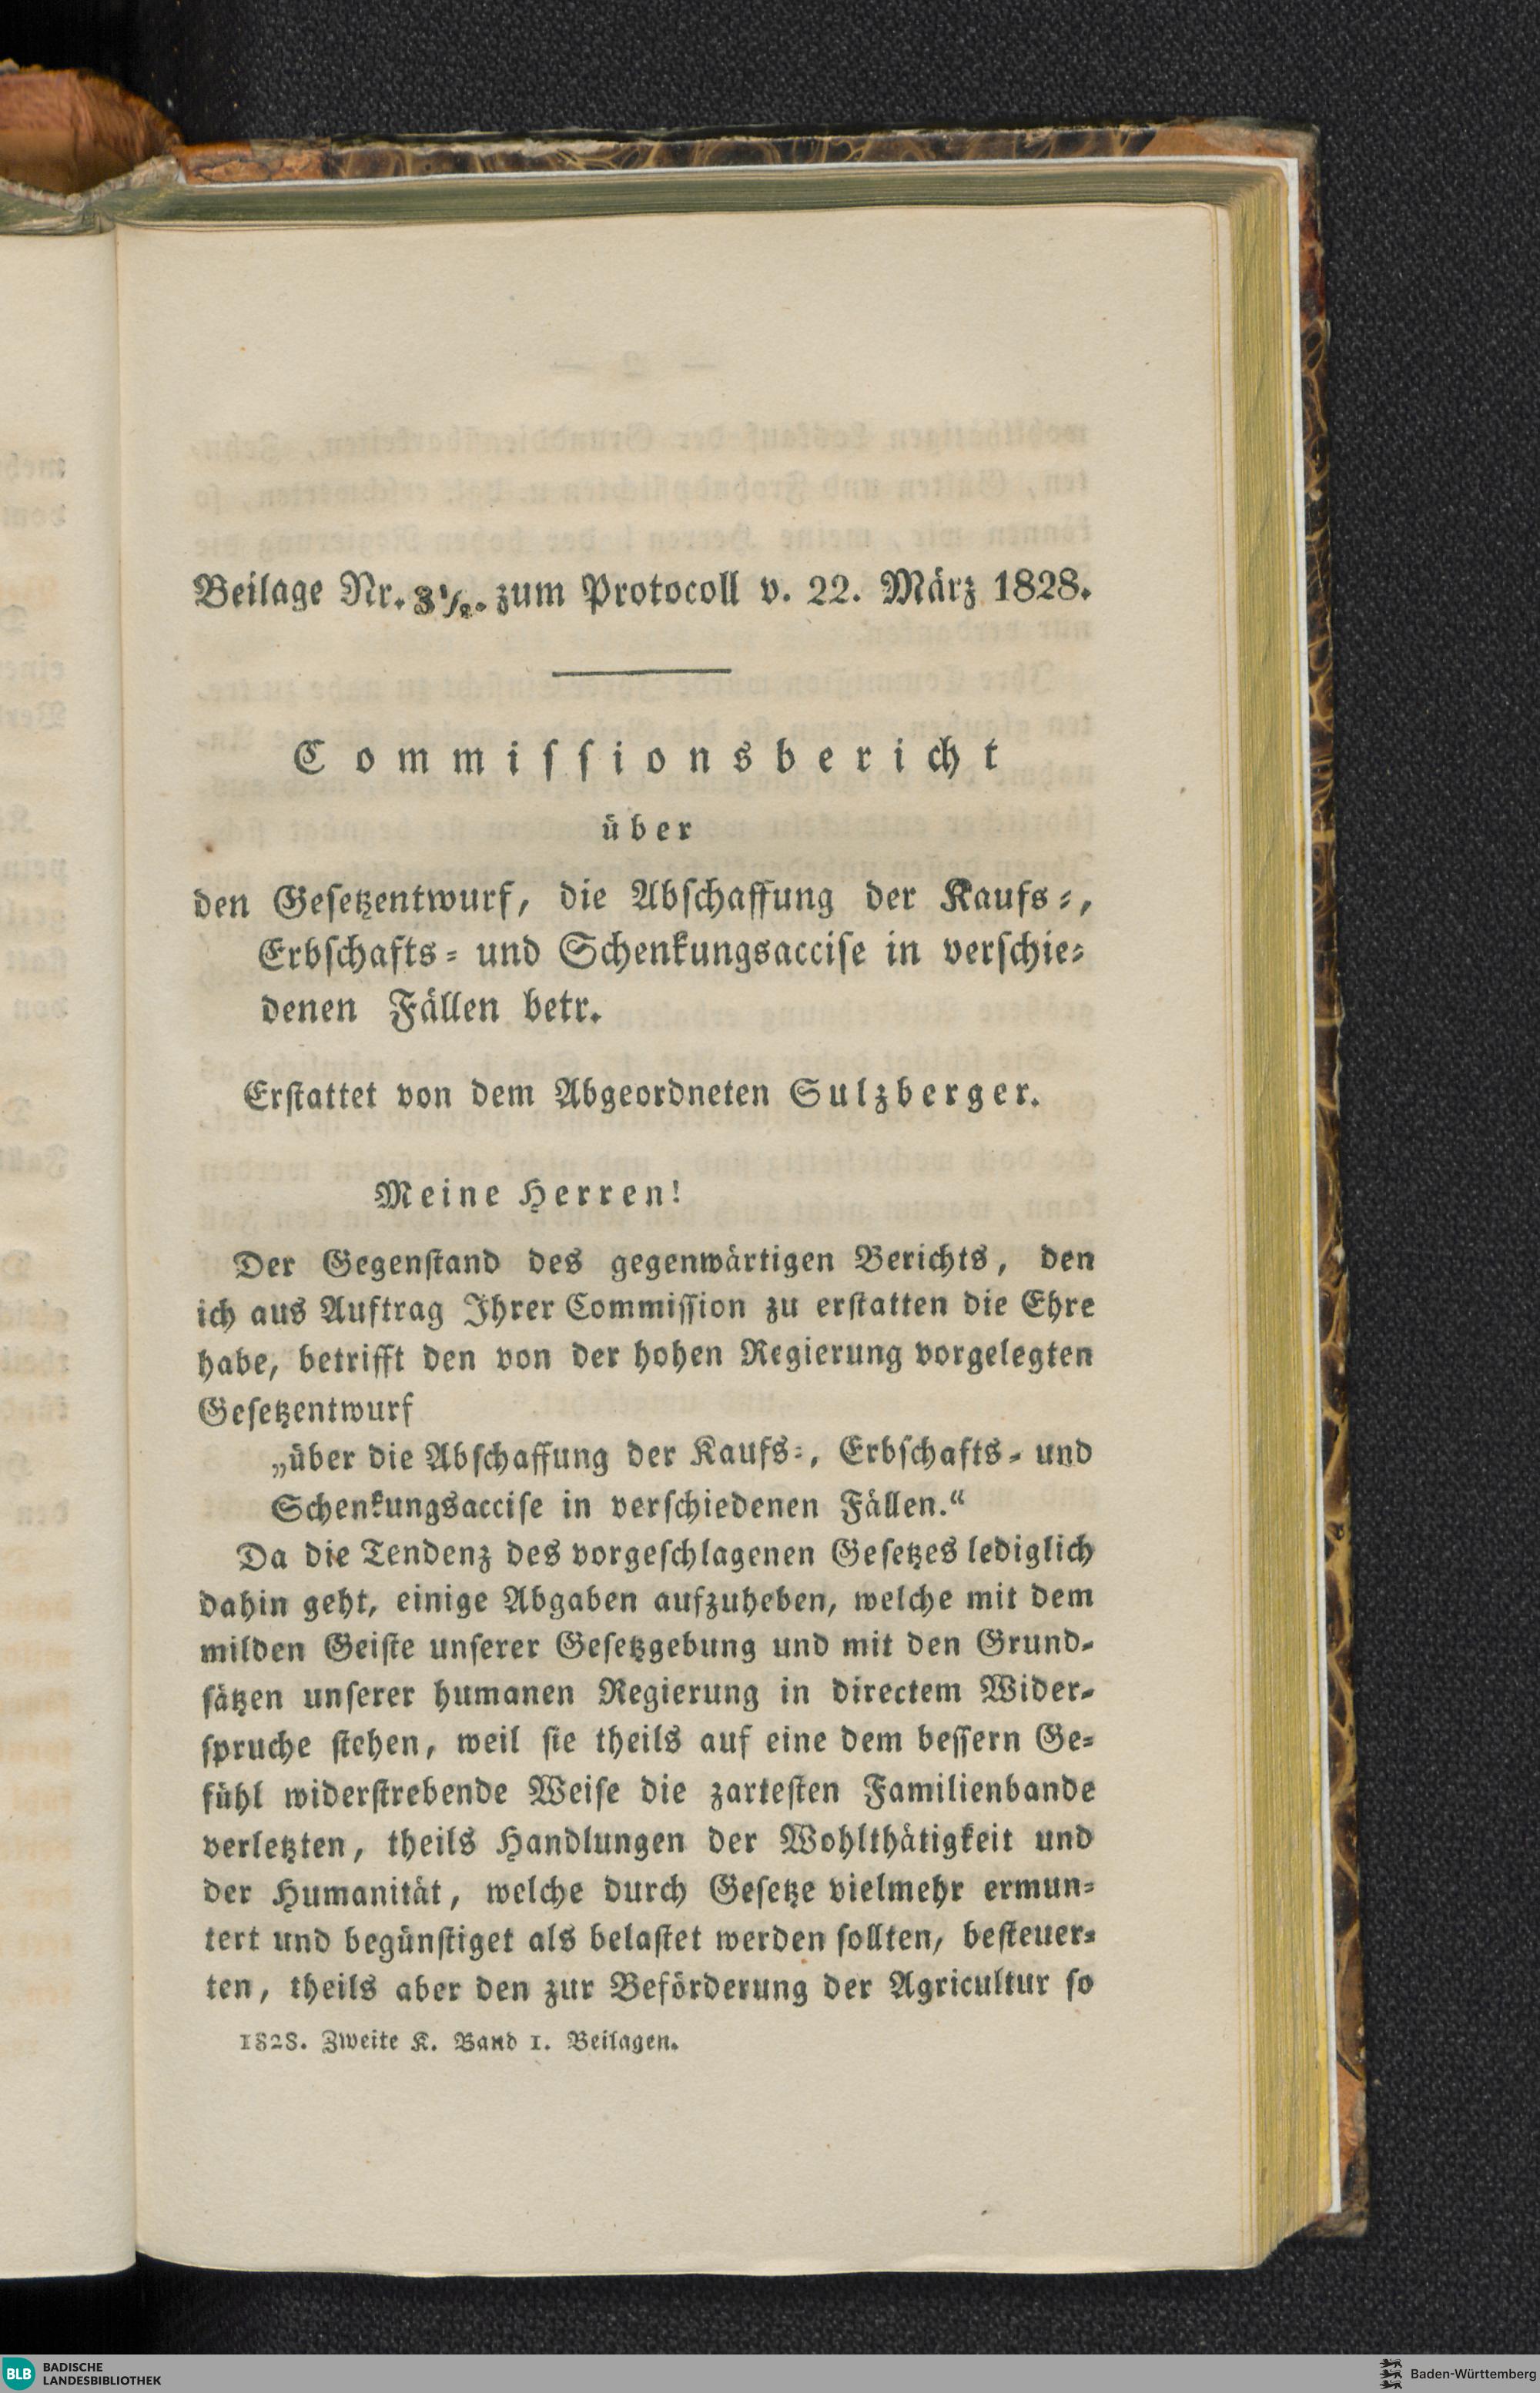 Beilage Nr. 3 1/2. zum Protocoll v. 22. März 1828.
Commissionsbericht
über
den Gesetzentwurf, die Abschaffung der Kaufs-,
Erbschafts- und Schenkungsaccise in verschie-
denen Fällen betr.
Erstattet von dem Abgeordneten Sulzberger.
Meine Herren!
Der Gegenstand des gegenwärtigen Berichts, den
ich aus Auftrag Ihrer Commission zu erstatten die Ehre
habe, betrifft den von der hohen Regierung vorgelegten
Gesetzentwurf
„über die Abschaffung der Kaufs-, Erbschafts- und
Schenkungsaccise in verschiedenen Fällen.“
Da die Tendenz des vorgeschlagenen Gesetzes lediglich
dahin geht, einige Abgaben aufzuheben, welche mit dem
milden Geiste unserer Gesetzgebung und mit den Grund-
sätzen unserer humanen Regierung in directem Wider-
spruche stehen, weil sie theils auf eine dem bessern Ge-
fühl widerstrebende Weise die zartesten Familienbande
verletzten, theils Handlungen der Wohlthätigkeit und
der Humanität, welche durch Gesetze vielmehr ermun-
tert und begünstiget als belastet werden sollten, besteuer-
ten, theils aber den zur Beförderung der Agricultur so
1828. Zweite K. Band 1. Beilagen.
BLB BADISCHE
LANDESBIBLIOTHEK
Baden-Württemberg